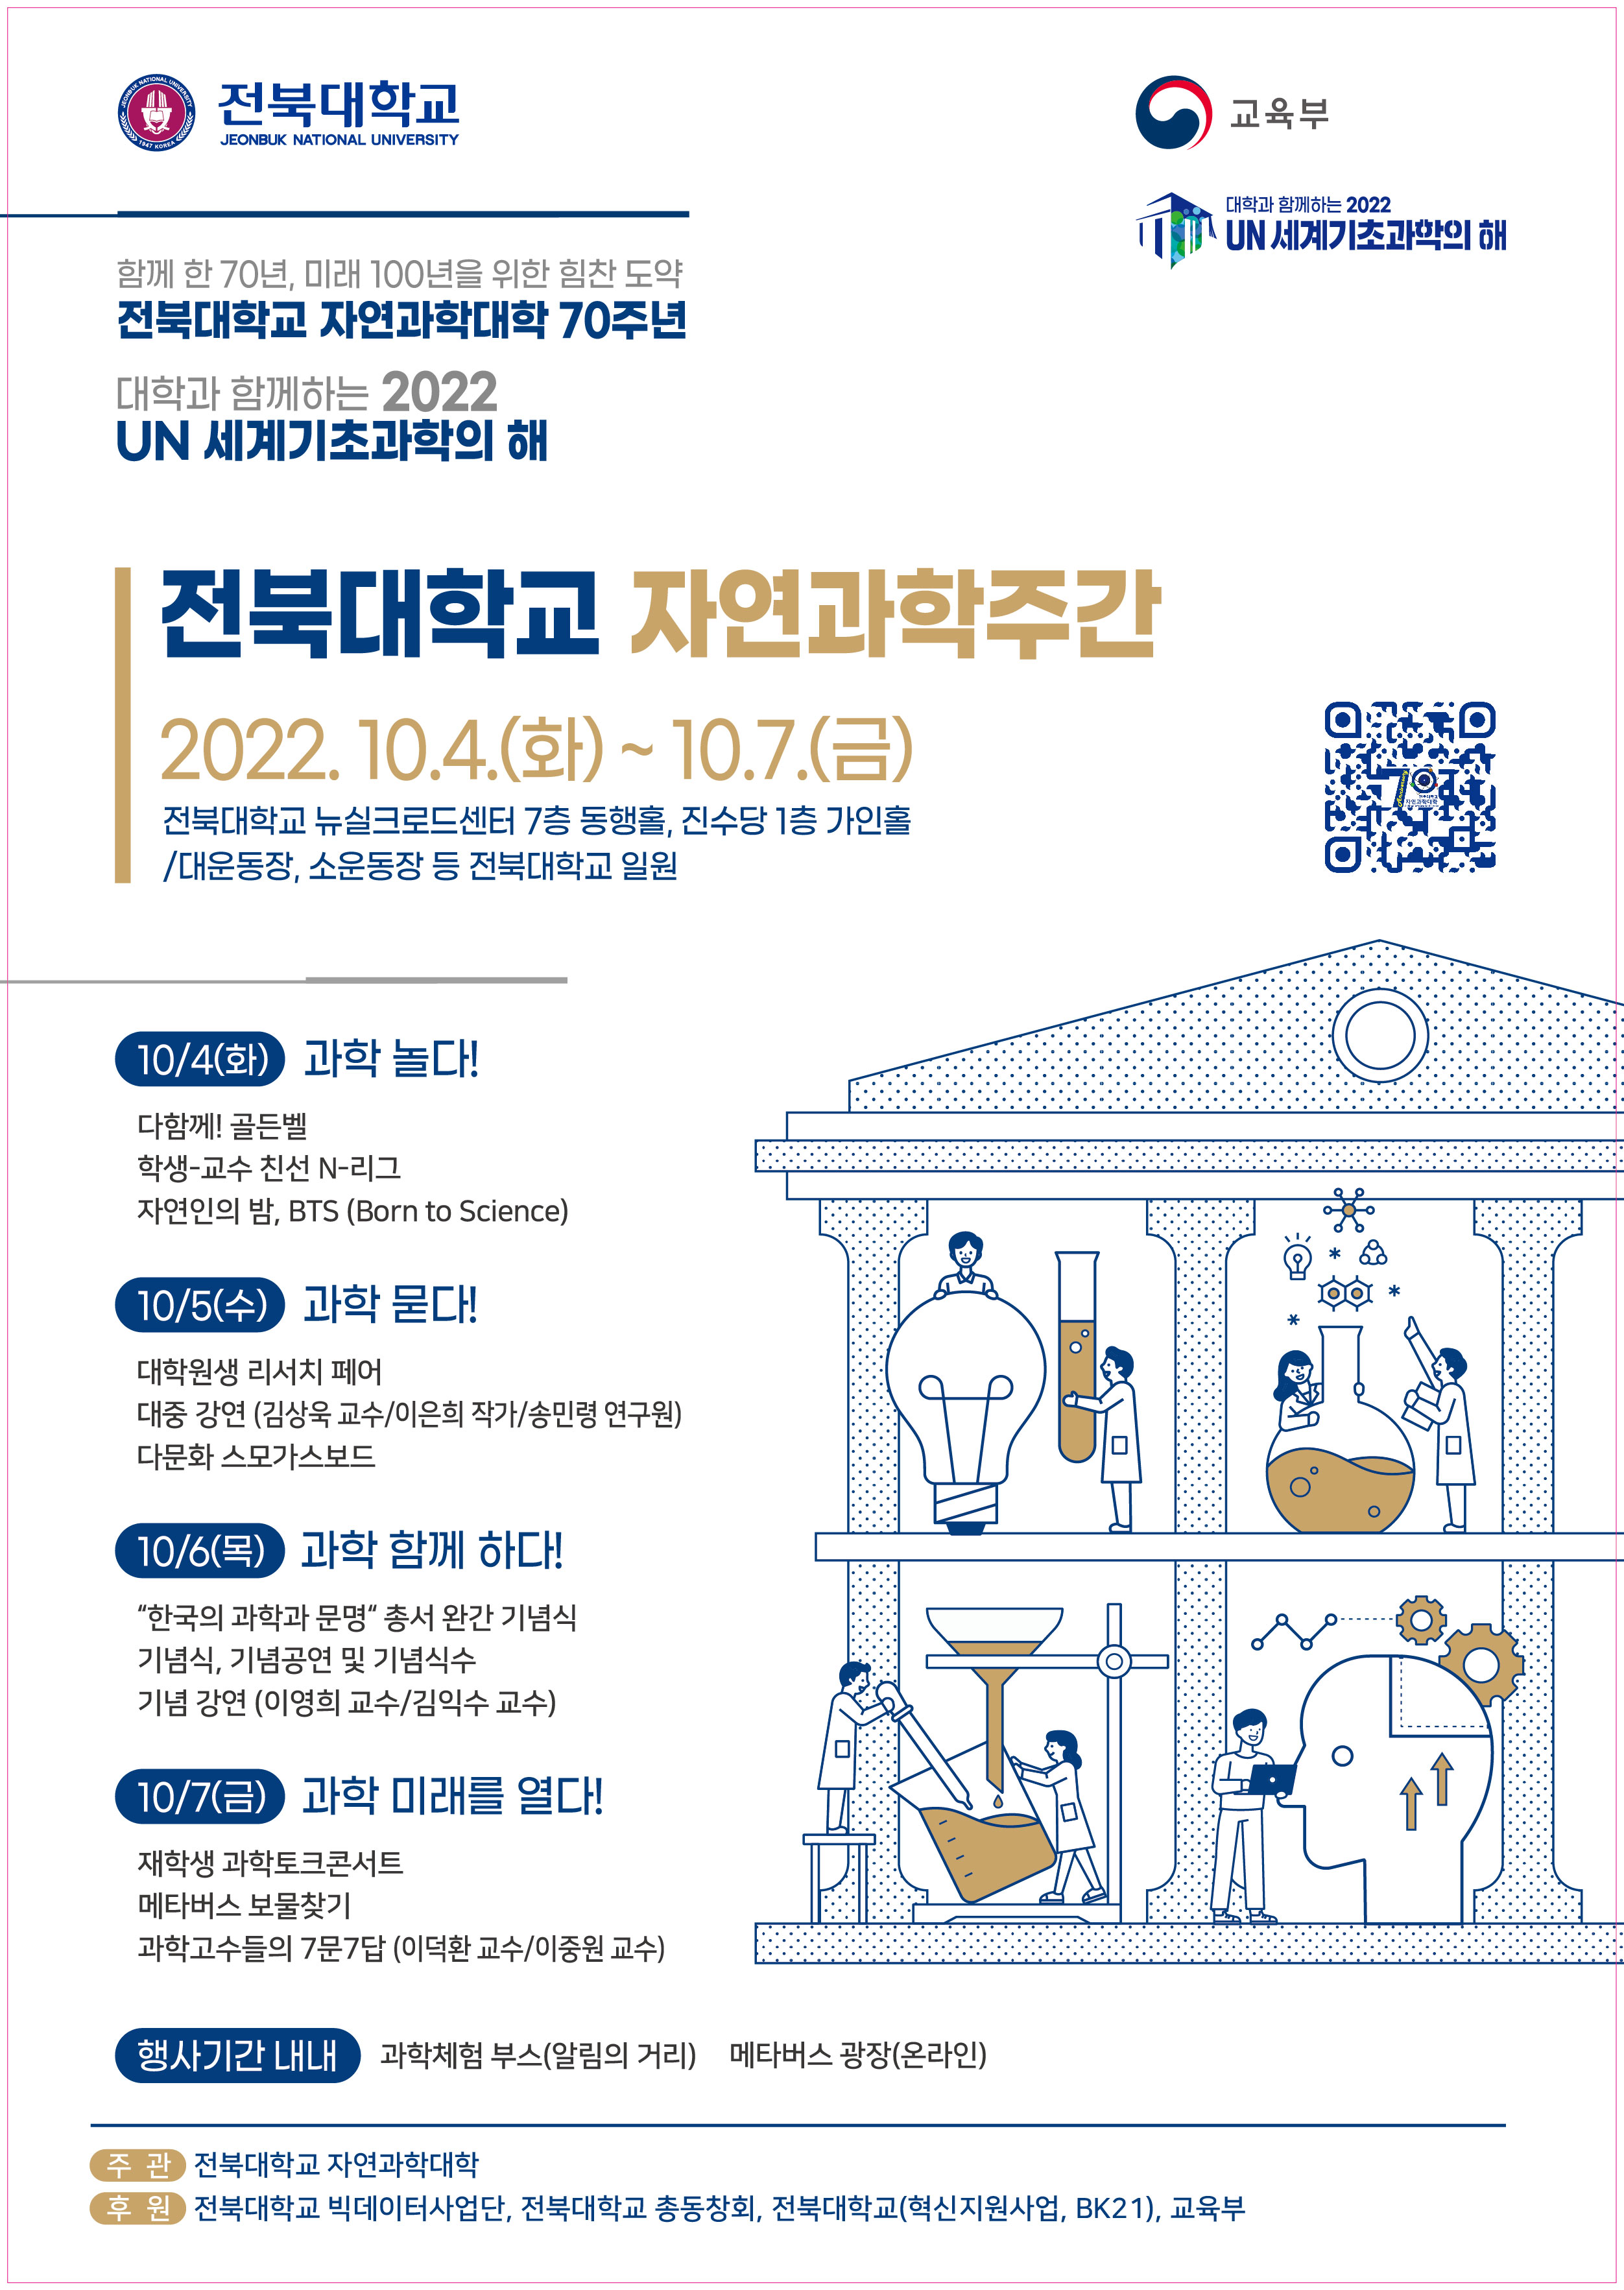 전북대학교
JEONBUK NATIONAL UNIVERSITY
JEONBUK NATIONAL UNIVERSITY
1947 KOREA
교육부
대학과 함께하는 2022
UN 세계기초과학의 해
함께 한 70년, 미래 100년을 위한 힘찬 도약
전북대학교 자연과학대학 70주년
대학과 함께하는 2022
UN 세계기초과학의 해
전북대학교 자연과학주간
2022. 10.4.(화) ~ 10.7.(금)
전북대학교 뉴실크로드센터 7층 동행홀, 진수당 1층 가인홀
/대운동장, 소운동장 등 전북대학교 일원
70
자연과학대학
10/4(화) 과학 놀다!
다함께! 골든벨
학생-교수 친선 N-리그
자연인의 밤, BTS (Born to Science)
10/5(수) 과학 묻다!
대학원생 리서치 페어
대중 강연 (김상욱 교수/이은희 작가/송민령 연구원)
다문화 스모가스보드
10/6(목) 과학 함께 하다!
“한국의 과학과 문명“ 총서 완간 기념식
기념식, 기념공연 및 기념식수
기념 강연 (이영희 교수/김익수 교수)
10/7(금) 과학 미래를 열다!
재학생 과학토크콘서트
메타버스 보물찾기
과학고수들의 7문7답 (이덕환 교수/이중원 교수)
행사기간 내내 과학체험 부스(알림의 거리) 메타버스 광장(온라인)
주 관 전북대학교 자연과학대학
후 원 전북대학교 빅데이터사업단, 전북대학교 총동창회, 전북대학교(혁신지원사업, BK21), 교육부